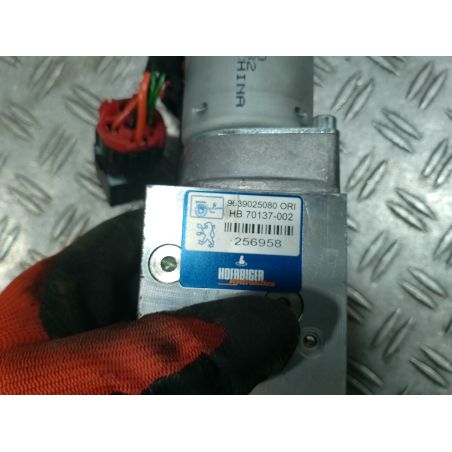 CHINA
9639025080 ORI
HB 70137-002
256958
HOERBIGER